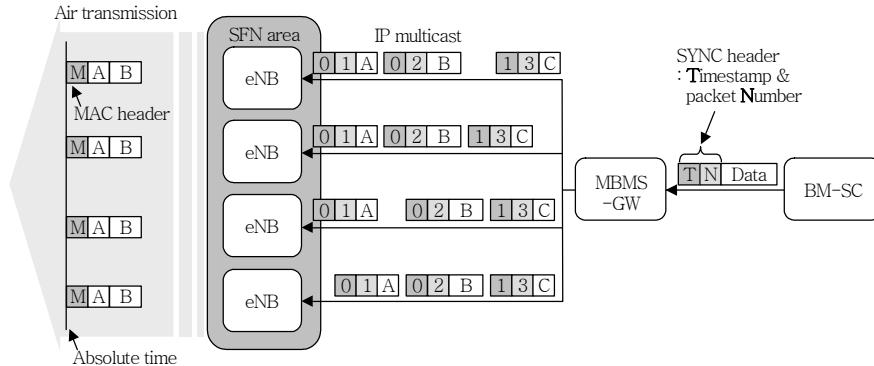 Air transmission
SFN area
IP multicast
SYNC header
: Timestamp &
packet Number
M A B
MAC header
eNB
0 1 A 0 2 B 1 3 C
M A B
eNB
0 1 A 0 2 B 1 3 C
T N Data
MBMS
-GW
BM-SC
M A B
eNB
0 1 A 0 2 B 1 3 C
M A B
eNB
0 1 A 0 2 B 1 3 C
Absolute time